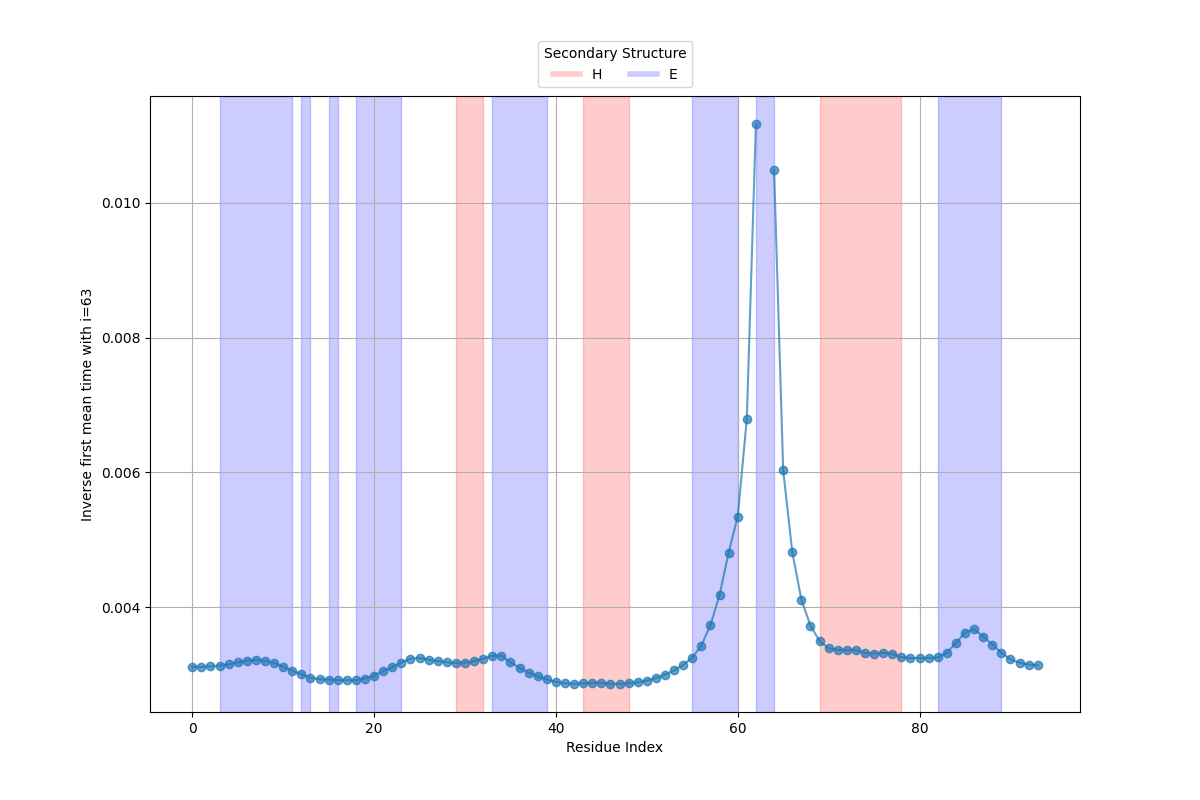 Secondary Structure
H E
0.010
0.008
0.006
0.004
Inverse first mean time with i=63
0 20 40 60 80
Residue Index